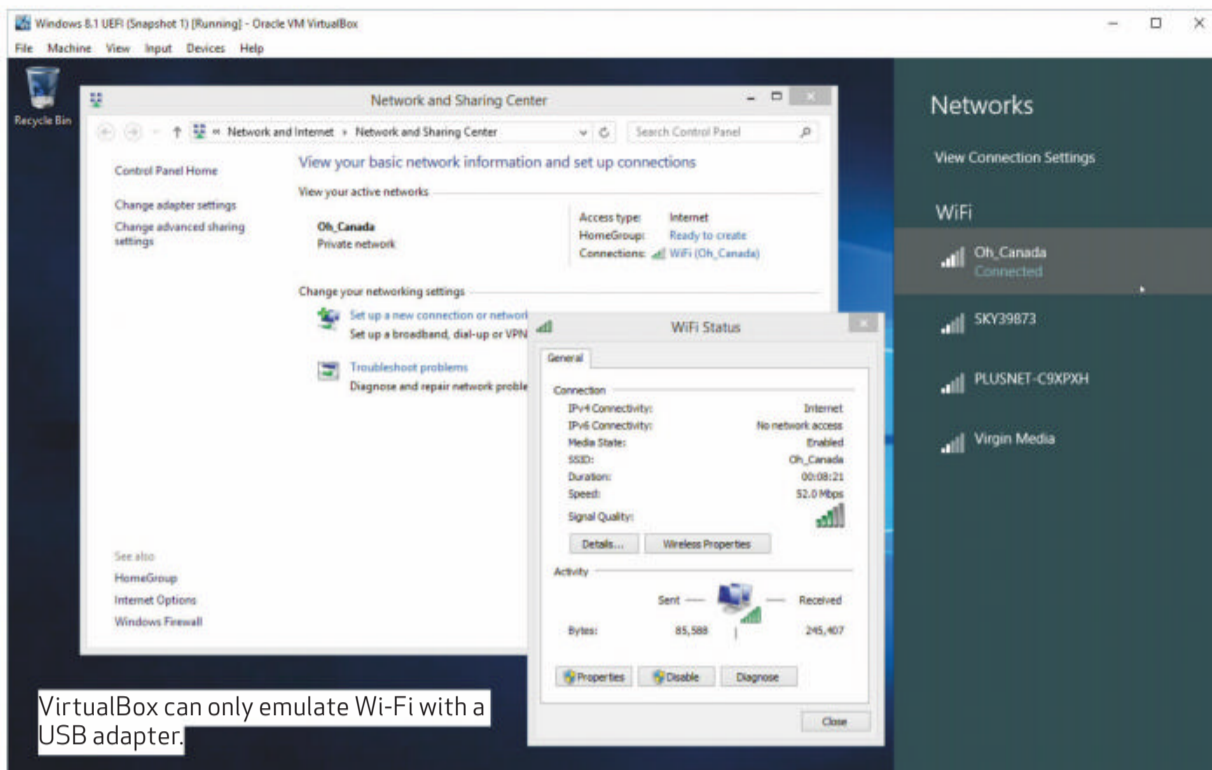 Windows 8.1 UEFI (Snapshot 1) [Running] - Oracle VM VirtualBox
File Machine View Input Devices Help
Recycle Bin
Network and Sharing Center
Network and Internet Network and Sharing Center
Search Control Panel
Control Panel Home
Change adapter settings
Change advanced sharing
settings
See also
HomeGroup
Internet Options
Windows Firewall
View your basic network information and set up connections
View your active networks
Oh_Canada
Private network
Access type: Internet
HomeGroup: Ready to create
Connections: WiFi (Oh_Canada)
Change your networking settings
Set up a new connection or network
Set up a broadband, dial-up or VPN
Troubleshoot problems
Diagnose and repair network proble
WiFi Status
General
Connection
IPv4 Connectivity: Internet
IPv6 Connectivity: No network access
Media State: Enabled
SSID: Oh_Canada
Duration: 00:08:21
Speed: 52.0 Mbps
Signal Quality:
Details... Wireless Properties
Activity
Sent Received
Bytes: 85,588 245,407
Properties Disable Diagnose
Close
Networks
View Connection Settings
WiFi
Oh_Canada
Connected
SKY39873
PLUSNET-C9XPXH
Virgin Media
VirtualBox can only emulate Wi-Fi with a
USB adapter.